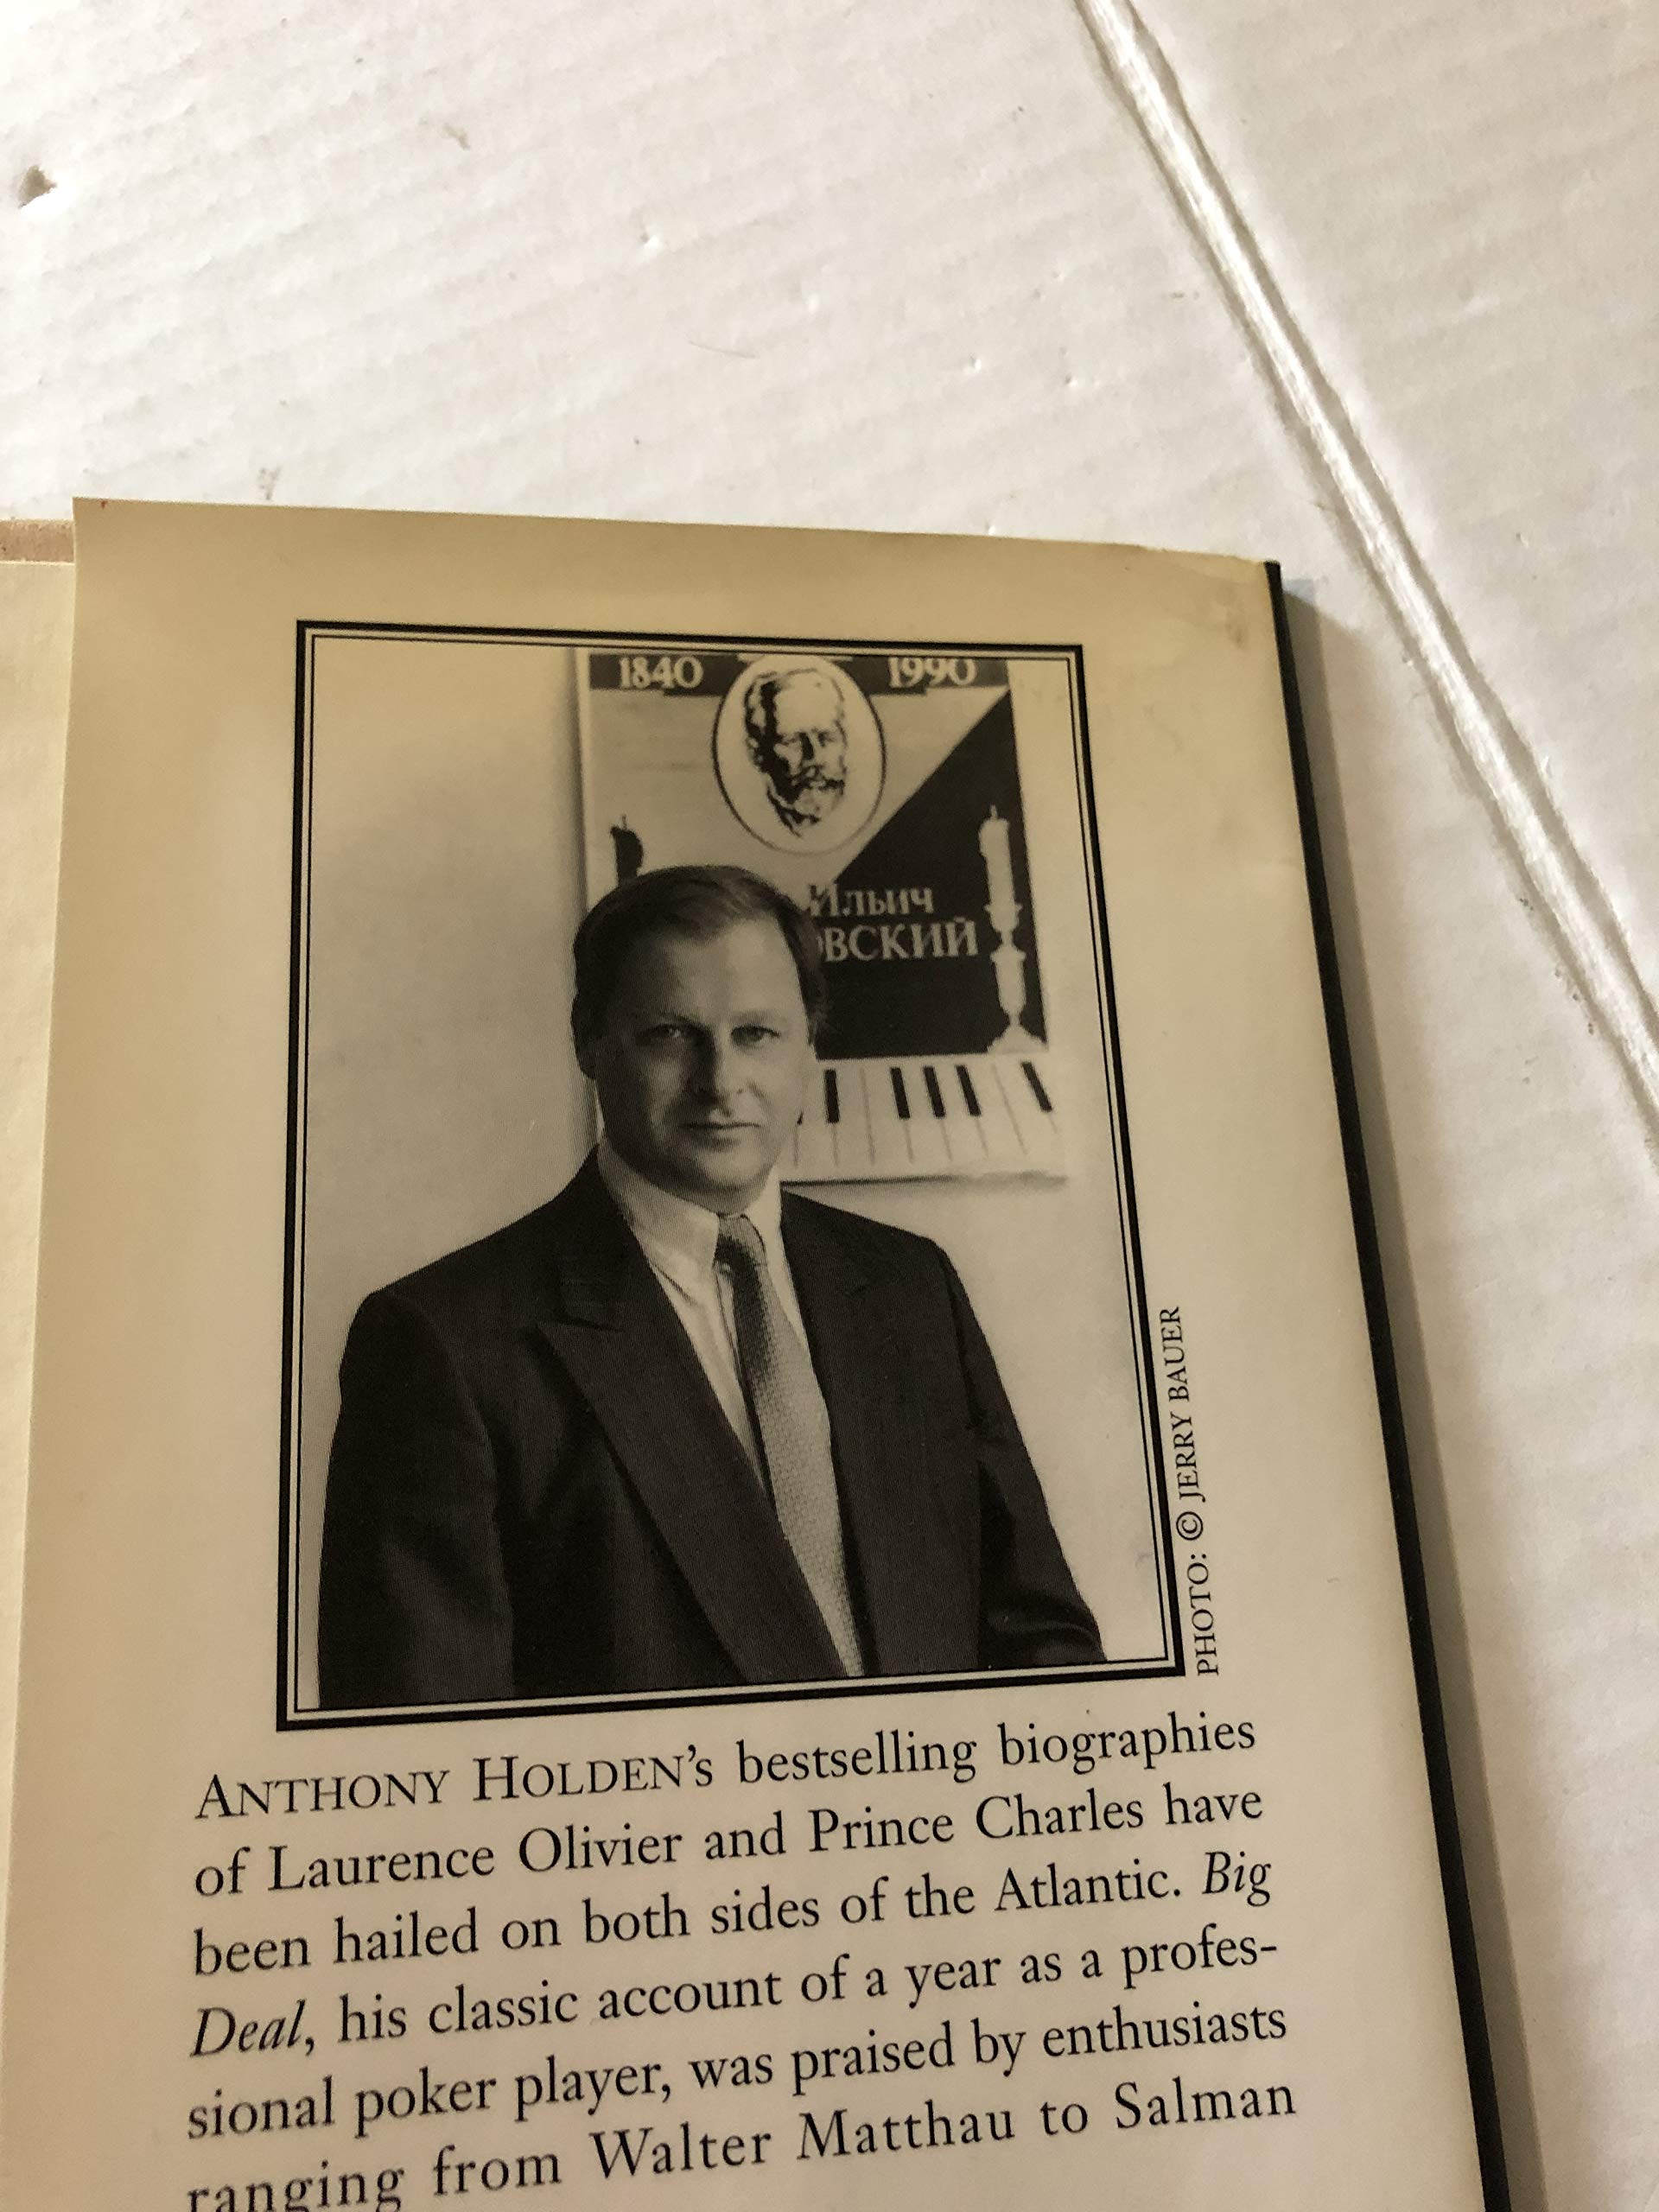 1840 1990
Ильич
ОВСКИЙ
PHOTO: © JERRY BAUER
ANTHONY HOLDEN's bestselling biographies
of Laurence Olivier and Prince Charles have
been hailed on both sides of the Atlantic. Big
Deal, his classic account of a year as a profes-
sional poker player, was praised by enthusiasts
ranging from Walter Matthau to Salman